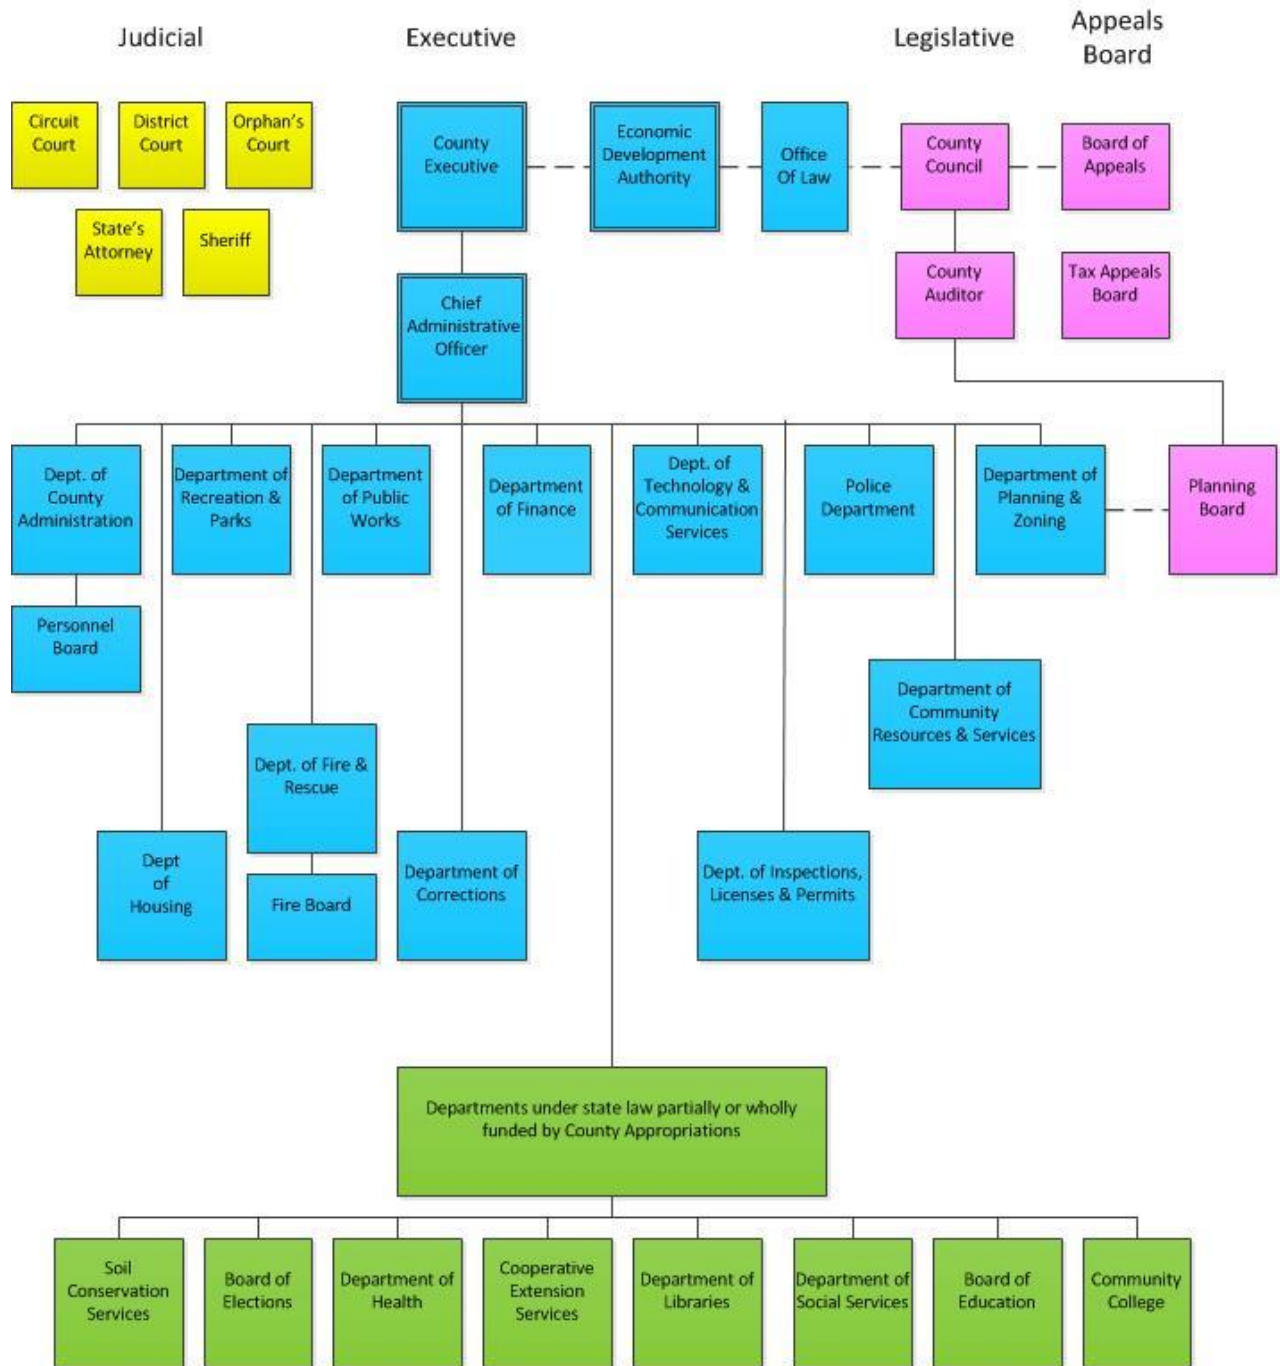 Judicial
Executive
Legislative
Appeals
Board
Circuit
Court
District
Court
Orphan's
Court
State's
Attorney
Sheriff
County
Executive
Economic
Development
Authority
Office
Of Law
County
Council
Board of
Appeals
County
Auditor
Tax Appeals
Board
Chief
Administrative
Officer
Dept. of
County
Administration
Department of
Recreation &
Parks
Department
of Public
Works
Department
of Finance
Dept. of
Technology &
Communication
Services
Police
Department
Department of
Planning &
Zoning
Planning
Board
Personnel
Board
Department of
Community
Resources & Services
Dept. of Fire &
Rescue
Dept
of
Housing
Fire Board
Department of
Corrections
Dept. of Inspections,
Licenses & Permits
Departments under state law partially or wholly
funded by County Appropriations
Soil
Conservation
Services
Board of
Elections
Department of
Health
Cooperative
Extension
Services
Department of
Libraries
Department of
Social Services
Board of
Education
Community
College